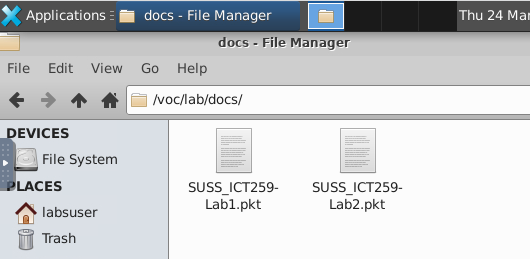 Applications
docs - File Manager
Thu 24 Mar
docs - File Manager
File Edit View Go Help
/voc/lab/docs/
DEVICES
File System
PLACES
labsuser
Trash
SUSS_ICT259-
Lab1.pkt
SUSS_ICT259-
Lab2.pkt